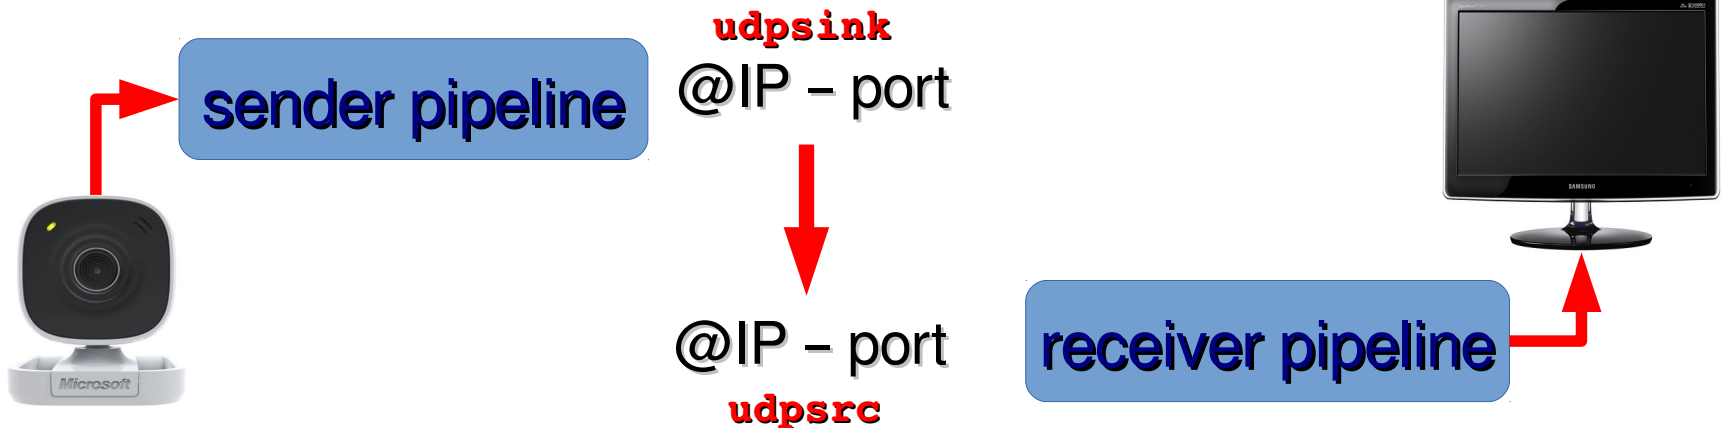 udpsink
sender pipeline
@IP – port
SAMSUNG
@IP – port
receiver pipeline
Microsoft
udpsrc